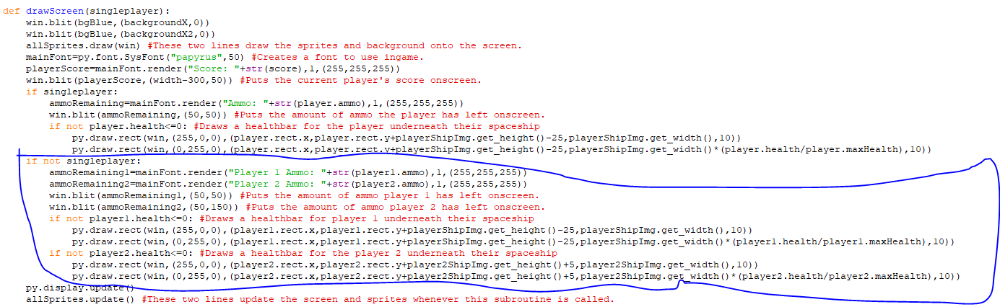 def drawScreen(singleplayer):
    win.blit(bgBlue,(backgroundX,0))
    win.blit(bgBlue,(backgroundX2,0))
    allSprites.draw(win) #These two lines draw the sprites and background onto the screen.
    mainFont=py.font.SysFont("papyrus",50) #Creates a font to use ingame.
    playerScore=mainFont.render("Score: "+str(score),1,(255,255,255))
    win.blit(playerScore,(width-300,50)) #Puts the current player's score onscreen.
    if singleplayer:
        ammoRemaining=mainFont.render("Ammo: "+str(player.ammo),1,(255,255,255))
        win.blit(ammoRemaining,(50,50)) #Puts the amount of ammo the player has left onscreen.
        if not player.health<=0: #Draws a healthbar for the player underneath their spaceship
            py.draw.rect(win,(255,0,0),(player.rect.x,player.rect.y+playerShipImg.get_height()-25,playerShipImg.get_width(),10))
            py.draw.rect(win,(0,255,0),(player.rect.x,player.rect.y+playerShipImg.get_height()-25,playerShipImg.get_width()*(player.health/player.maxHealth),10))
    if not singleplayer:
        ammoRemaining1=mainFont.render("Player 1 Ammo: "+str(player1.ammo),1,(255,255,255))
        ammoRemaining2=mainFont.render("Player 2 Ammo: "+str(player2.ammo),1,(255,255,255))
        win.blit(ammoRemaining1,(50,50)) #Puts the amount of ammo player 1 has left onscreen.
        win.blit(ammoRemaining2,(50,150)) #Puts the amount of ammo player 2 has left onscreen.
        if not player1.health<=0: #Draws a healthbar for player 1 underneath their spaceship
            py.draw.rect(win,(255,0,0),(player1.rect.x,player1.rect.y+playerShipImg.get_height()-25,playerShipImg.get_width(),10))
            py.draw.rect(win,(0,255,0),(player1.rect.x,player1.rect.y+playerShipImg.get_height()-25,playerShipImg.get_width()*(player1.health/player1.maxHealth),10))
        if not player2.health<=0: #Draws a healthbar for the player 2 underneath their spaceship
            py.draw.rect(win,(255,0,0),(player2.rect.x,player2.rect.y+player2ShipImg.get_height()+5,player2ShipImg.get_width(),10))
            py.draw.rect(win,(0,255,0),(player2.rect.x,player2.rect.y+player2ShipImg.get_height()+5,player2ShipImg.get_width()*(player2.health/player2.maxHealth),10))
    py.display.update()
    allSprites.update() #These two lines update the screen and sprites whenever this subroutine is called.